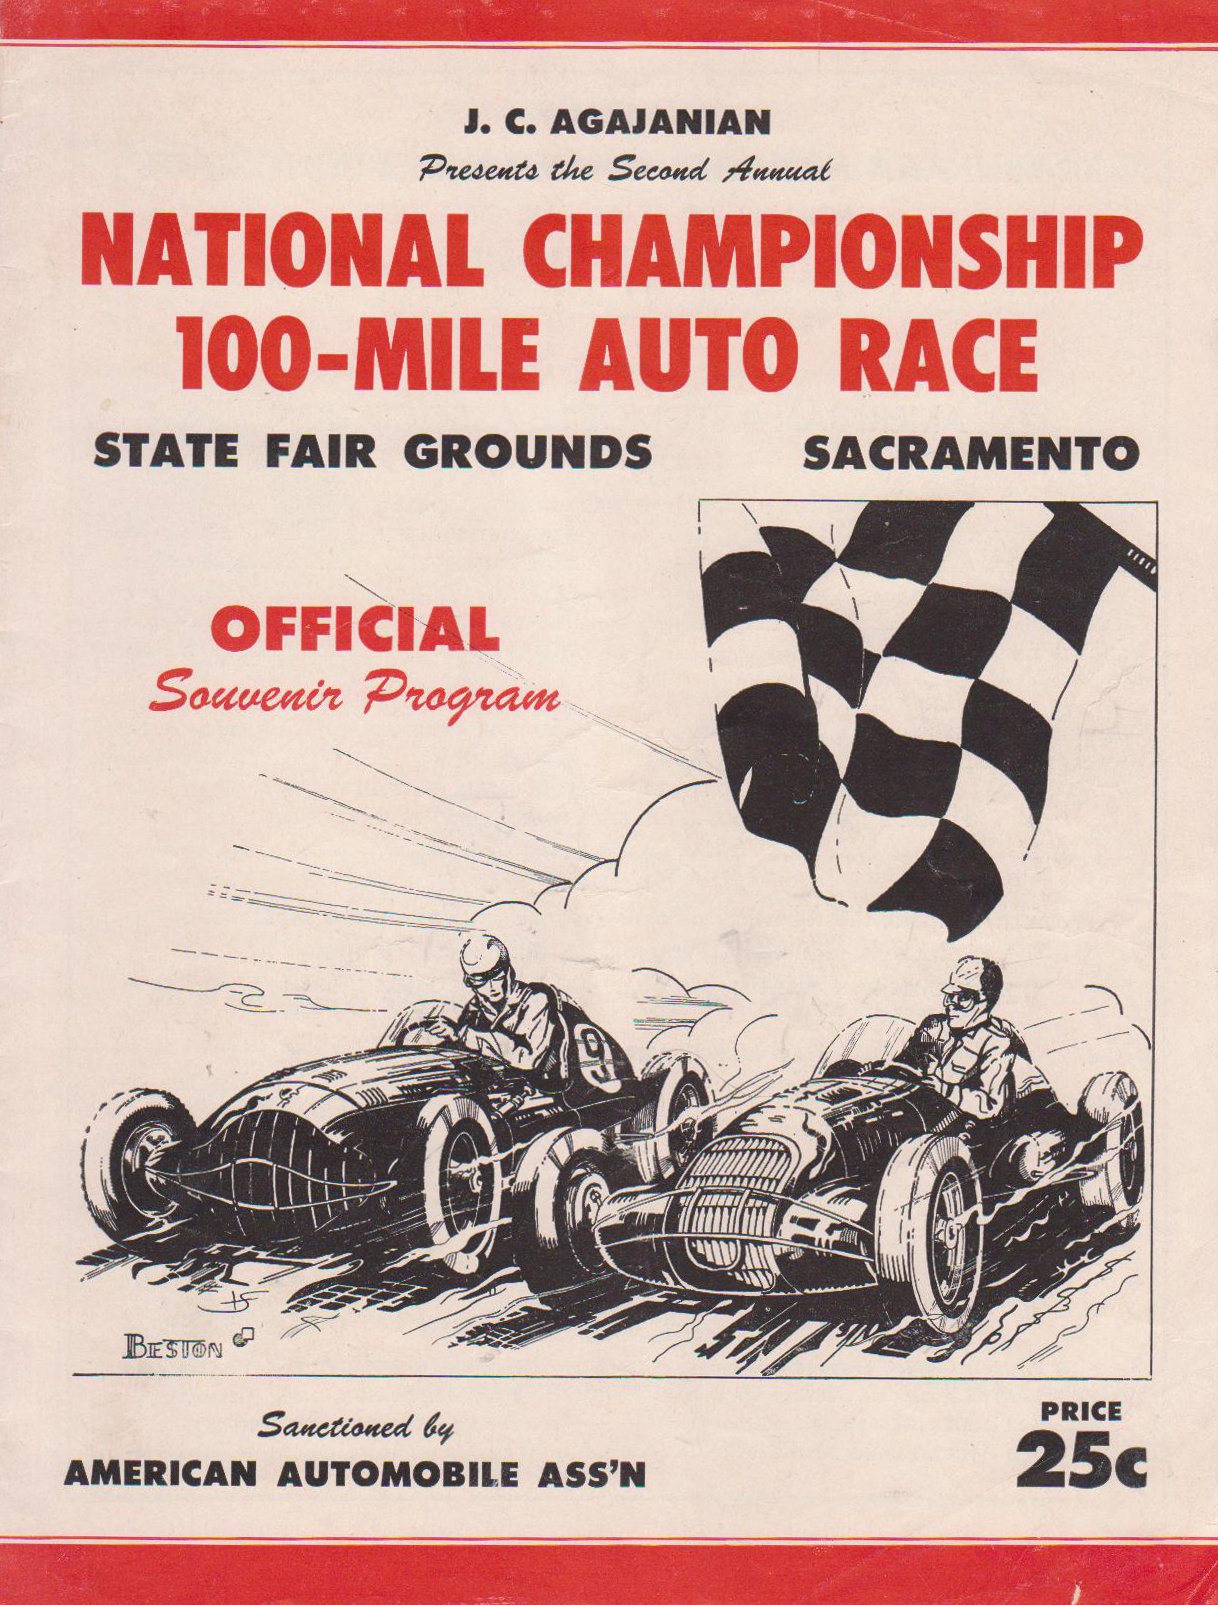 J. C. AGAJANIAN
Presents the Second Annual
NATIONAL CHAMPIONSHIP
100-MILE AUTO RACE
STATE FAIR GROUNDS SACRAMENTO
OFFICIAL
Souvenir Program
9
BESTON
Sanctioned by
AMERICAN AUTOMOBILE ASS'N
PRICE
25c